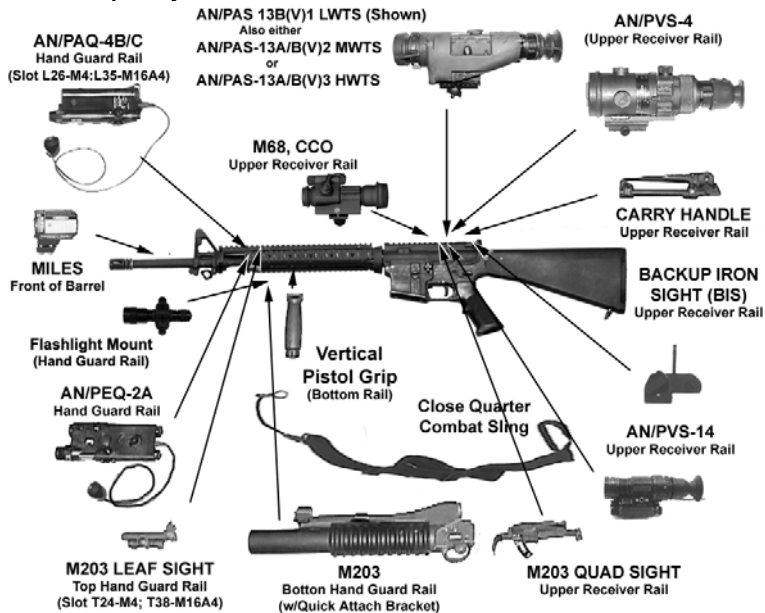 AN/PAS 13B(V)1 LWTS (Shown)
Also either
AN/PAS-13A/B(V)2 MWTS
or
AN/PAS-13A/B(V)3 HWTS
AN/PVS-4
(Upper Receiver Rail)
AN/PAQ-4B/C
Hand Guard Rail
(Slot L26-M4:L35-M16A4)
M68, CCO
Upper Receiver Rail
CARRY HANDLE
Upper Receiver Rail
MILES
Front of Barrel
BACKUP IRON
SIGHT (BIS)
Upper Receiver Rail
Flashlight Mount
(Hand Guard Rail)
Vertical
Pistol Grip
(Bottom Rail)
AN/PEQ-2A
Hand Guard Rail
Close Quarter
Combat Sling
AN/PVS-14
Upper Receiver Rail
M203 LEAF SIGHT
Top Hand Guard Rail
(Slot T24-M4; T38-M16A4)
M203
Botton Hand Guard Rail
(w/Quick Attach Bracket)
M203 QUAD SIGHT
Upper Receiver Rail